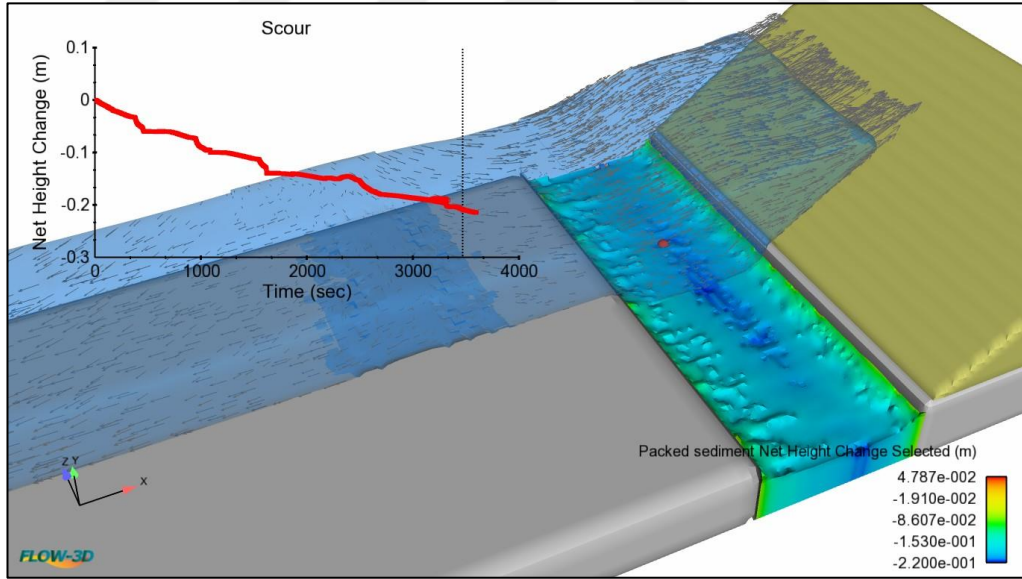 Scour
Net Height Change (m)
0.1
0
-0.1
-0.2
-0.3
0
1000
2000
3000
4000
Time (sec)
Packed sediment Net Height Change Selected (m)
4.787e-002
-1.910e-002
-8.607e-002
-1.530e-001
-2.200e-001
Z
Y
X
FLOW-3D